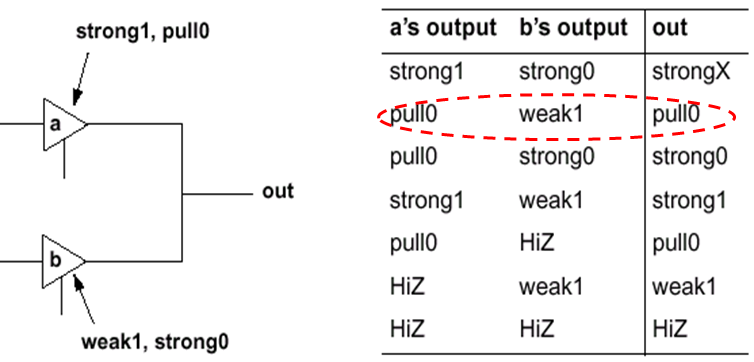 strong1, pull0
a
out
b
weak1, strong0
a's output b's output out
strong1 strong0 strongX
pull0 weak1 pull0
pull0 strong0 strong0
strong1 weak1 strong1
pull0 HiZ pull0
HiZ weak1 weak1
HiZ HiZ HiZ